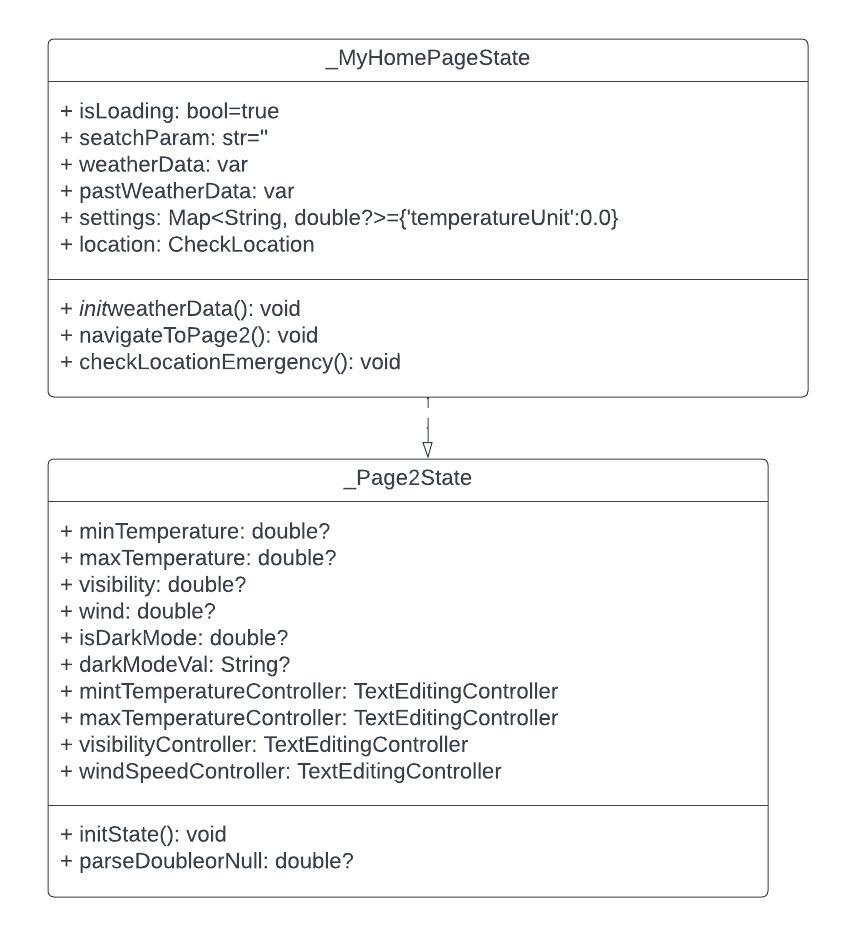 _MyHomePageState
+ isLoading: bool=true
+ seatchParam: str=''
+ weatherData: var
+ pastWeatherData: var
+ settings: Map<String, double?>={'temperatureUnit':0.0}
+ location: CheckLocation
+ initweatherData(): void
+ navigateToPage2(): void
+ checkLocationEmergency(): void
_Page2State
+ minTemperature: double?
+ maxTemperature: double?
+ visibility: double?
+ wind: double?
+ isDarkMode: double?
+ darkModeVal: String?
+ mintTemperatureController: TextEditingController
+ maxTemperatureController: TextEditingController
+ visibilityController: TextEditingController
+ windSpeedController: TextEditingController
+ initState(): void
+ parseDoubleorNull: double?